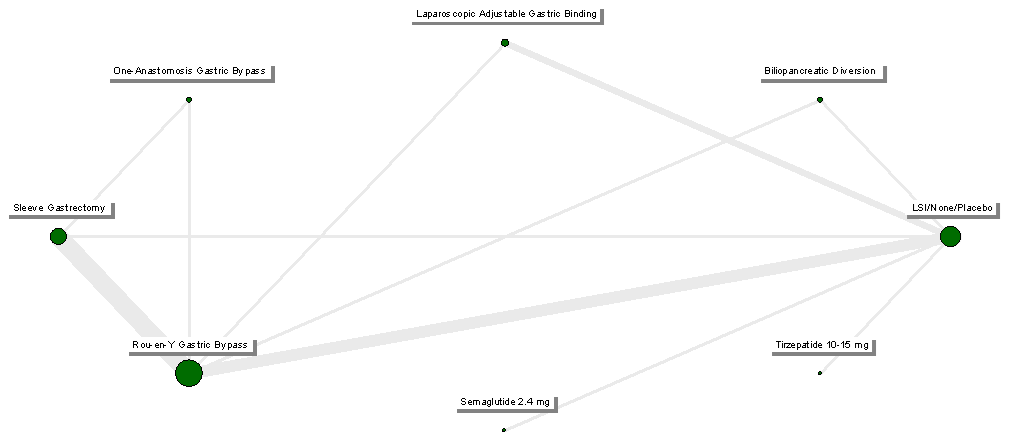 Laparoscopic Adjustable Gastric Binding
One-Anastomosis Gastric Bypass
Biliopancreatic Diversion
Sleeve Gastrectomy
LSI/None/Placebo
Rou-en-Y Gastric Bypass
Tirzepatide 10-15 mg
Semaglutide 2.4 mg